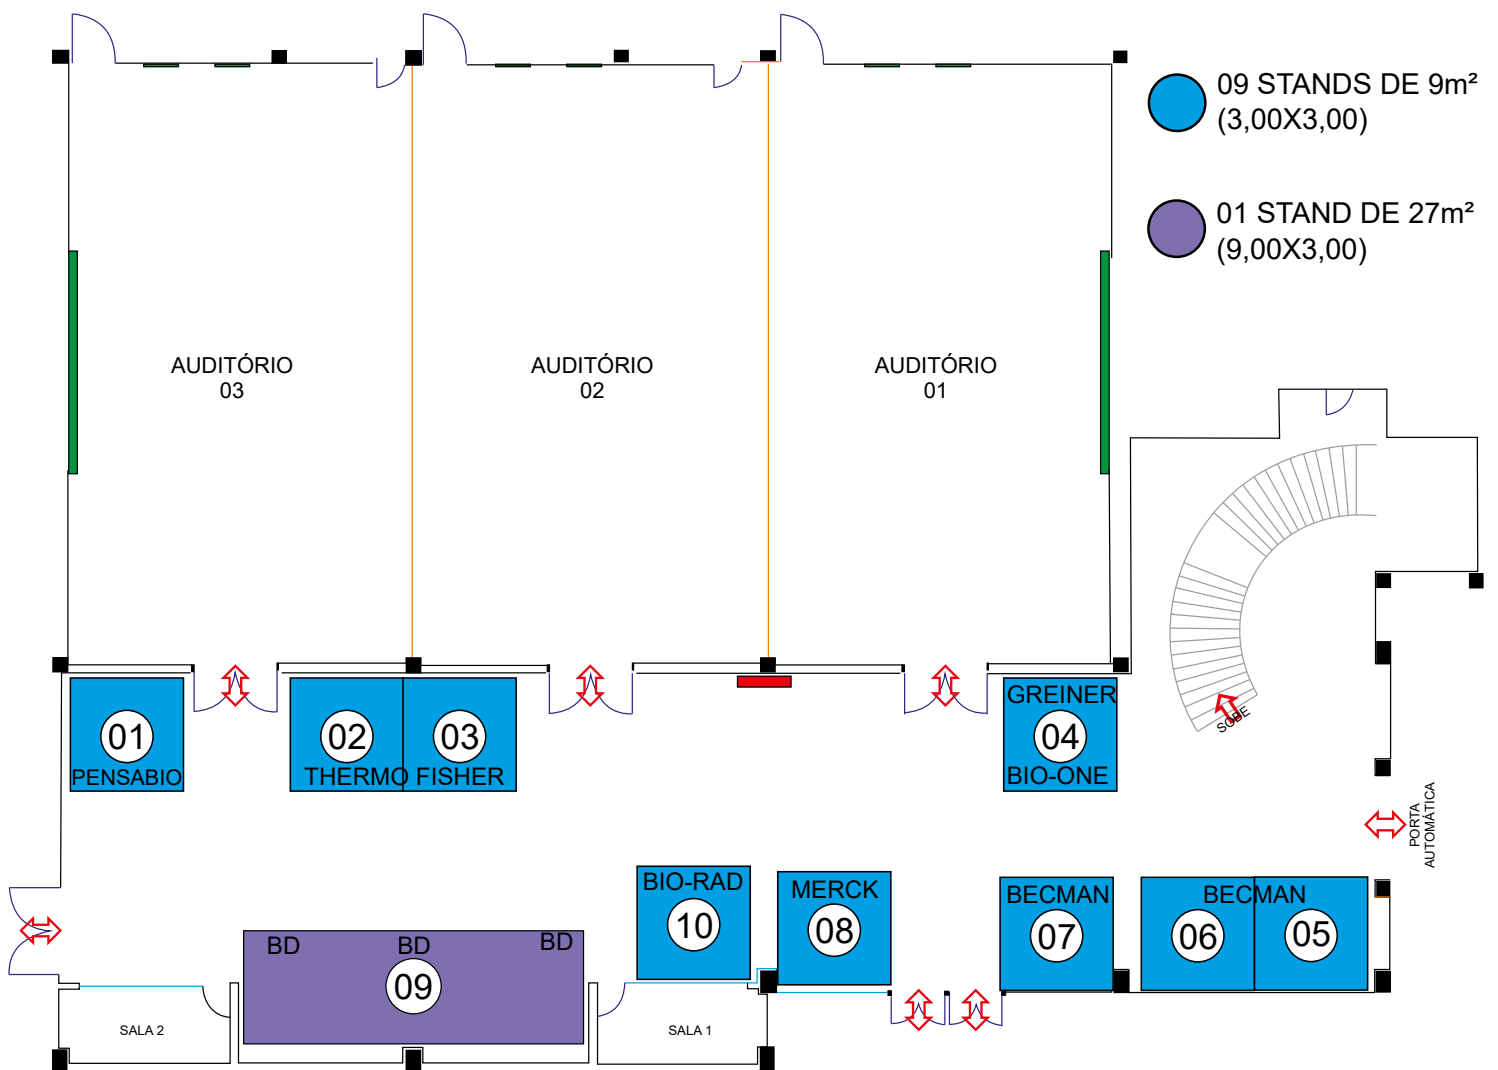 09 STANDS DE 9m²
(3,00X3,00)
01 STAND DE 27m²
(9,00X3,00)
AUDITÓRIO
03
AUDITÓRIO
02
AUDITÓRIO
01
SOBE
01
PENSABIO
02
03
THERMO FISHER
GREINER
04
BIO-ONE
PORTA
AUTOMÁTICA
BIO-RAD
10
MERCK
08
BECMAN
07
BECMAN
06
05
BD
BD
BD
09
SALA 2
SALA 1